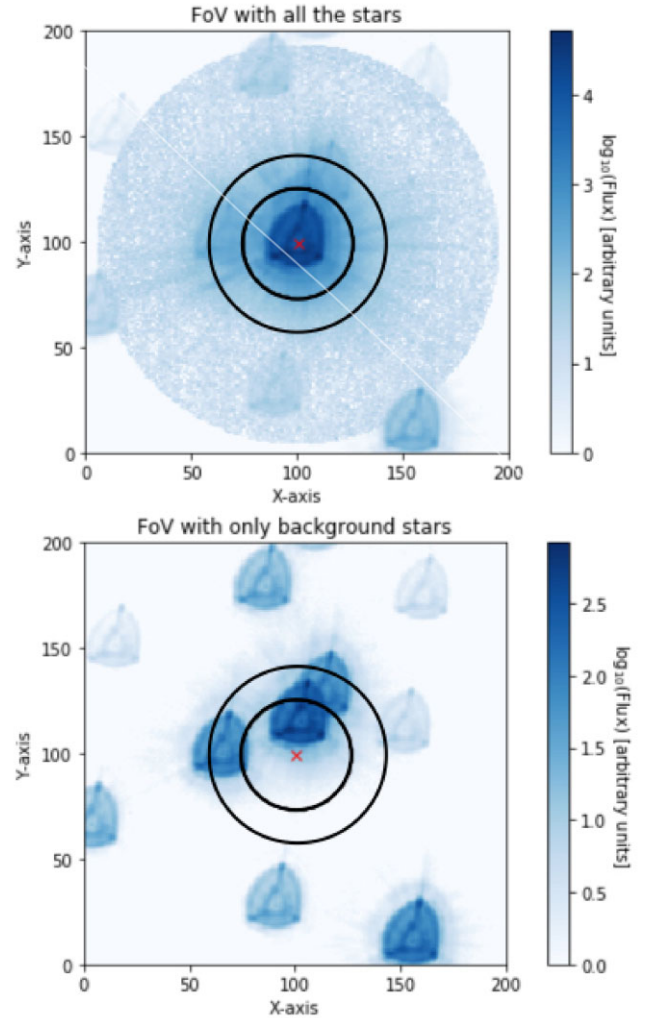 FoV with all the stars
200
150
100
50
0
Y-axis
0 50 100 150 200
X-axis
4
3
2
1
0
log₁₀(Flux) [arbitrary units]
FoV with only background stars
200
150
100
50
0
Y-axis
0 50 100 150 200
X-axis
2.5
2.0
1.5
1.0
0.5
0.0
log₁₀(Flux) [arbitrary units]